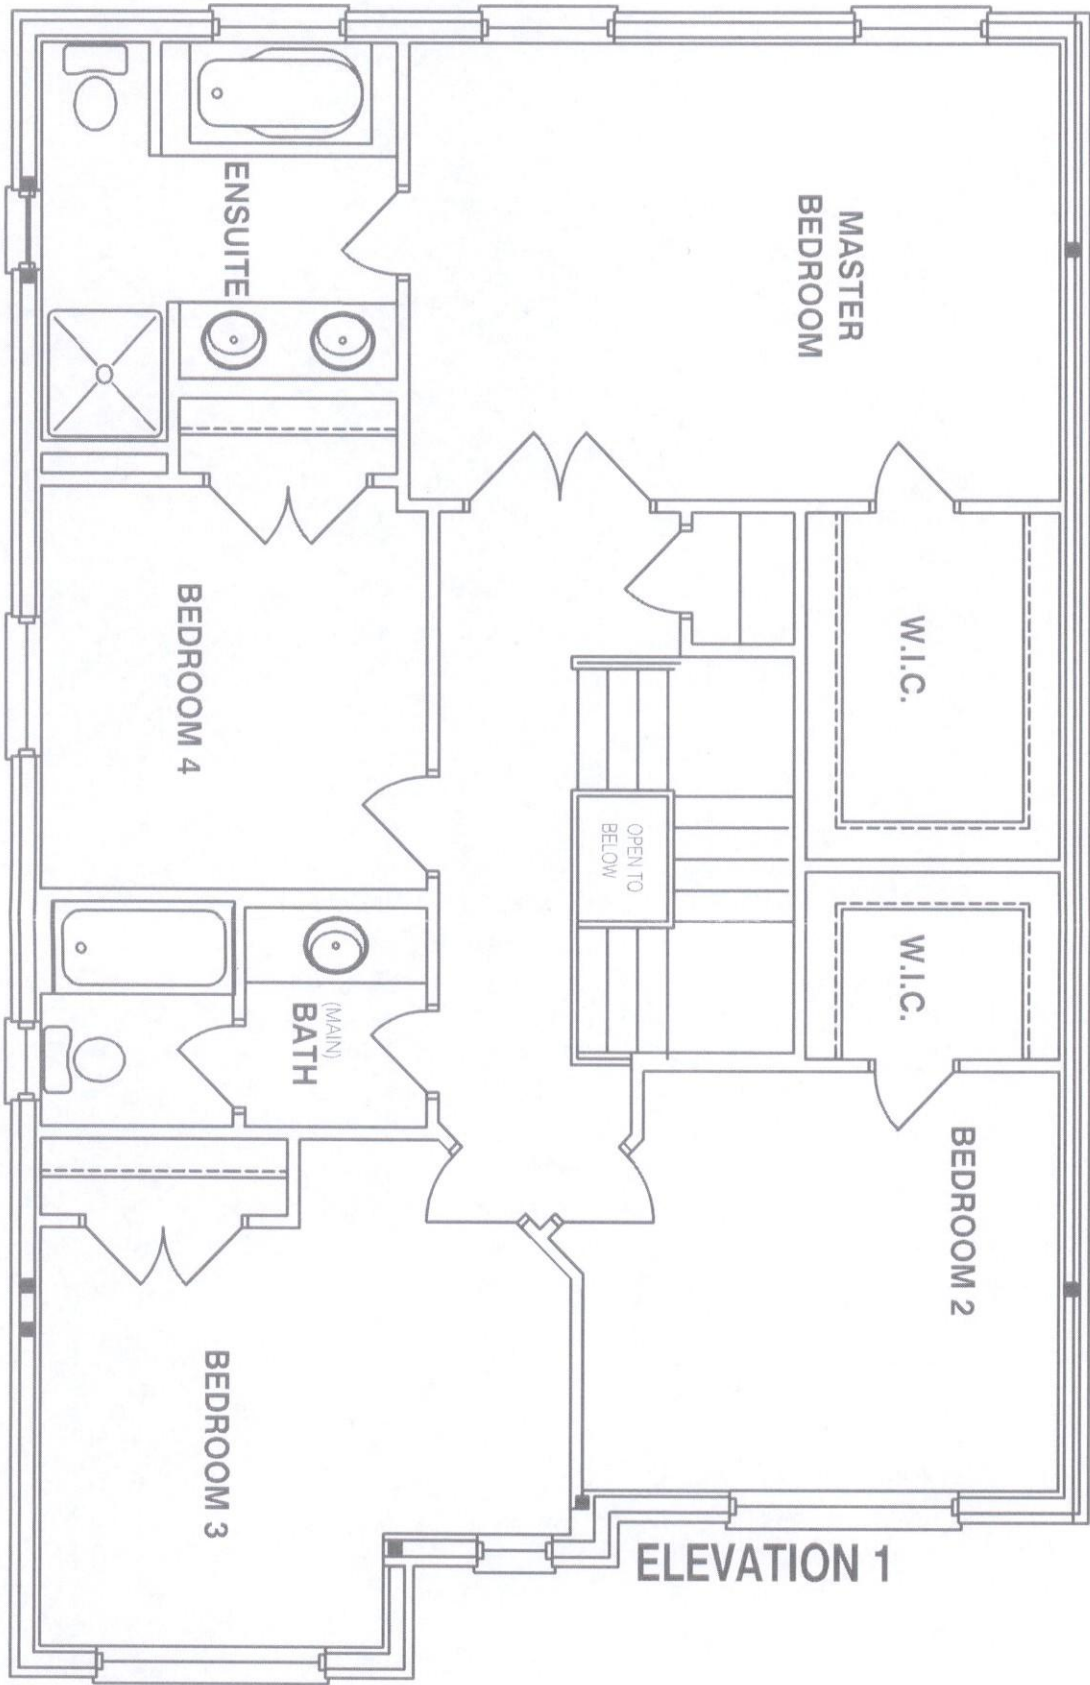 ENSUITE
MASTER
BEDROOM
BEDROOM 4
W.I.C.
OPEN TO
BELOW
W.I.C.
(MAIN)
BATH
BEDROOM 2
BEDROOM 3
ELEVATION 1